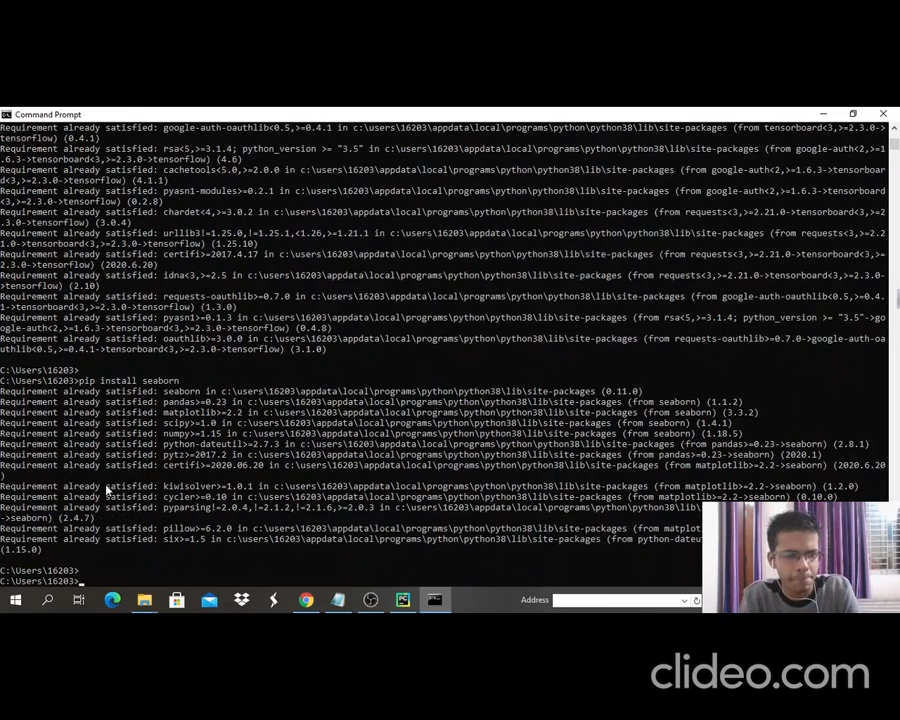 Command Prompt
Requirement already satisfied: google-auth-oauthlib<0.5,>=0.4.1 in c:\users\16203\appdata\local\programs\python\python38\lib\site-packages (from tensorboard<3,>=2.3.0->
tensorflow) (0.4.1)
Requirement already satisfied: rsa<5,>=3.1.4; python_version >= "3.5" in c:\users\16203\appdata\local\programs\python\python38\lib\site-packages (from google-auth<2,>=1
.6.3->tensorboard<3,>=2.3.0->tensorflow) (4.6)
Requirement already satisfied: cachetools<5.0,>=2.0.0 in c:\users\16203\appdata\local\programs\python\python38\lib\site-packages (from google-auth<2,>=1.6.3->tensorboard
<3,>=2.3.0->tensorflow) (4.1.1)
Requirement already satisfied: pyasn1-modules>=0.2.1 in c:\users\16203\appdata\local\programs\python\python38\lib\site-packages (from google-auth<2,>=1.6.3->tensorboard
<3,>=2.3.0->tensorflow) (0.2.8)
Requirement already satisfied: chardet<4,>=3.0.2 in c:\users\16203\appdata\local\programs\python\python38\lib\site-packages (from requests<3,>=2.21.0->tensorboard<3,>=2
.3.0->tensorflow) (3.0.4)
Requirement already satisfied: urllib3!=1.25.0,!=1.25.1,<1.26,>=1.21.1 in c:\users\16203\appdata\local\programs\python\python38\lib\site-packages (from requests<3,>=2.2
1.0->tensorboard<3,>=2.3.0->tensorflow) (1.25.10)
Requirement already satisfied: certifi>=2017.4.17 in c:\users\16203\appdata\local\programs\python\python38\lib\site-packages (from requests<3,>=2.21.0->tensorboard<3,>=
2.3.0->tensorflow) (2020.6.20)
Requirement already satisfied: idna<3,>=2.5 in c:\users\16203\appdata\local\programs\python\python38\lib\site-packages (from requests<3,>=2.21.0->tensorboard<3,>=2.3.0-
>tensorflow) (2.10)
Requirement already satisfied: requests-oauthlib>=0.7.0 in c:\users\16203\appdata\local\programs\python\python38\lib\site-packages (from google-auth-oauthlib<0.5,>=0.4.
1->tensorboard<3,>=2.3.0->tensorflow) (1.3.0)
Requirement already satisfied: pyasn1>=0.1.3 in c:\users\16203\appdata\local\programs\python\python38\lib\site-packages (from rsa<5,>=3.1.4; python_version >= "3.5"->go
ogle-auth<2,>=1.6.3->tensorboard<3,>=2.3.0->tensorflow) (0.4.8)
Requirement already satisfied: oauthlib>=3.0.0 in c:\users\16203\appdata\local\programs\python\python38\lib\site-packages (from requests-oauthlib>=0.7.0->google-auth-oa
uthlib<0.5,>=0.4.1->tensorboard<3,>=2.3.0->tensorflow) (3.1.0)
C:\Users\16203>
C:\Users\16203>pip install seaborn
Requirement already satisfied: seaborn in c:\users\16203\appdata\local\programs\python\python38\lib\site-packages (0.11.0)
Requirement already satisfied: pandas>=0.23 in c:\users\16203\appdata\local\programs\python\python38\lib\site-packages (from seaborn) (1.1.2)
Requirement already satisfied: matplotlib>=2.2 in c:\users\16203\appdata\local\programs\python\python38\lib\site-packages (from seaborn) (3.3.2)
Requirement already satisfied: scipy>=1.0 in c:\users\16203\appdata\local\programs\python\python38\lib\site-packages (from seaborn) (1.4.1)
Requirement already satisfied: numpy>=1.15 in c:\users\16203\appdata\local\programs\python\python38\lib\site-packages (from seaborn) (1.18.5)
Requirement already satisfied: python-dateutil>=2.7.3 in c:\users\16203\appdata\local\programs\python\python38\lib\site-packages (from pandas>=0.23->seaborn) (2.8.1)
Requirement already satisfied: pytz>=2017.2 in c:\users\16203\appdata\local\programs\python\python38\lib\site-packages (from pandas>=0.23->seaborn) (2020.1)
Requirement already satisfied: certifi>=2020.06.20 in c:\users\16203\appdata\local\programs\python\python38\lib\site-packages (from matplotlib>=2.2->seaborn) (2020.6.20
)
Requirement already satisfied: kiwisolver>=1.0.1 in c:\users\16203\appdata\local\programs\python\python38\lib\site-packages (from matplotlib>=2.2->seaborn) (1.2.0)
Requirement already satisfied: cycler>=0.10 in c:\users\16203\appdata\local\programs\python\python38\lib\site-packages (from matplotlib>=2.2->seaborn) (0.10.0)
Requirement already satisfied: pyparsing!=2.0.4,!=2.1.2,!=2.1.6,>=2.0.3 in c:\users\16203\appdata\local\programs\python\python38\lib\site-packages
->seaborn) (2.4.7)
Requirement already satisfied: pillow>=6.2.0 in c:\users\16203\appdata\local\programs\python\python38\lib\site-packages (from matplot
Requirement already satisfied: six>=1.5 in c:\users\16203\appdata\local\programs\python\python38\lib\site-packages (from python-dateut
(1.15.0)
C:\Users\16203>
C:\Users\16203>
Address
clideo.com